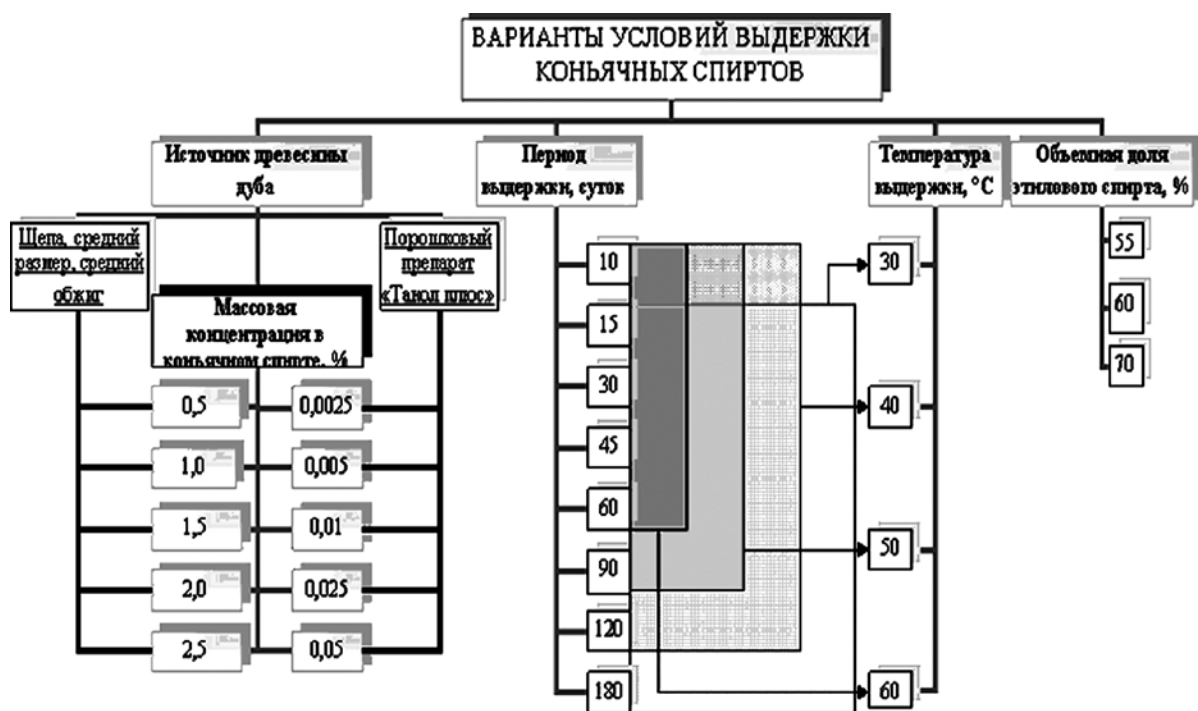 ВАРИАНТЫ УСЛОВИЙ ВЫДЕРЖКИ
КОНЬЯЧНЫХ СПИРТОВ
Источник древесины
дуба
Период
выдержки, суток
Температура
выдержки, °С
Объемная доля
этилового спирта, %
Щепа, средний
размер, средний
обжиг
Порошковый
препарат
«Танол плюс»
Массовая
концентрация в
коньячном спирте, %
0,5
0,0025
1,0
0,005
1,5
0,01
2,0
0,025
2,5
0,05
10
15
30
45
60
90
120
180
30
40
50
60
55
60
70